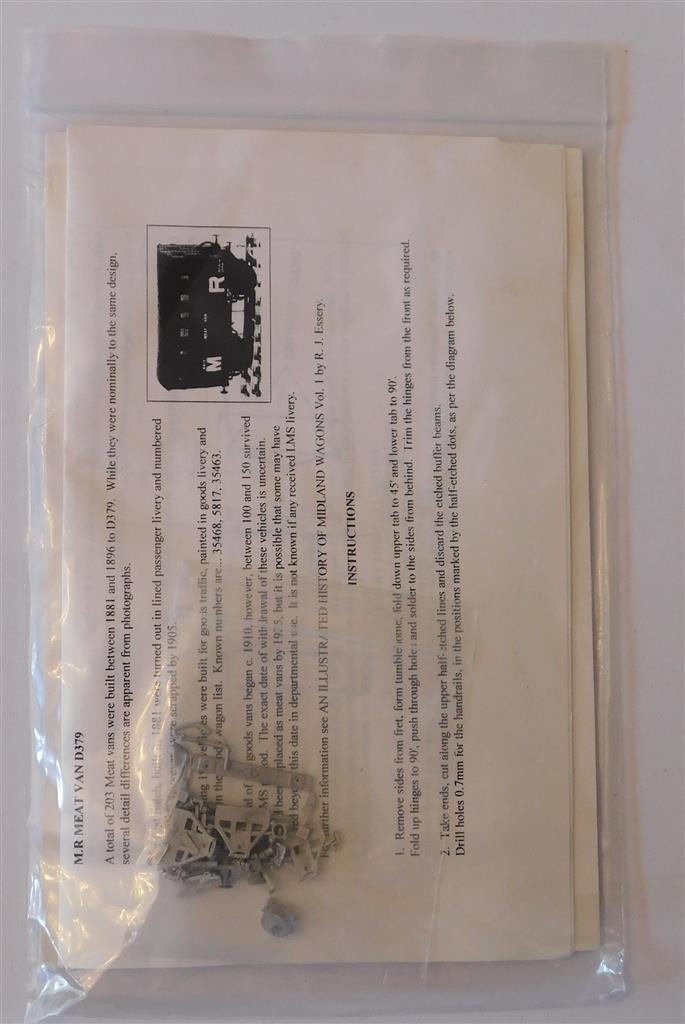 M.R MEAT VAN D379
A total of 203 Meat vans were built between 1881 and 1896 to D379. While they were nominally to the same design,
several detail differences are apparent from photographs.
1881 were turned out in lined passenger livery and numbered
were scrapped by 1905.
were built for goods traffic, painted in goods livery and
wagon list. Known numbers are... 35468, 5817, 35463.
goods vans began c. 1910, however, between 100 and 150 survived
The exact date of withdrawal of these vehicles is uncertain.
as meat vans by but it is possible that some may have
this date in departmental use. It is not known if any received LMS livery.
further information see AN ILLUSTRATED HISTORY OF MIDLAND WAGONS Vol. 1 by R. J. Essery.
M R
MEAT VAN
INSTRUCTIONS
1. Remove sides from fret, form tumble home, fold down upper tab to 45' and lower tab to 90'.
Fold up hinges to 90', push through holes and solder to the sides from behind. Trim the hinges from the front as required.
2. Take ends, cut along the upper half-etched lines and discard the etched buffer beams.
Drill holes 0.7mm for the handrails, in the positions marked by the half-etched dots, as per the diagram below.